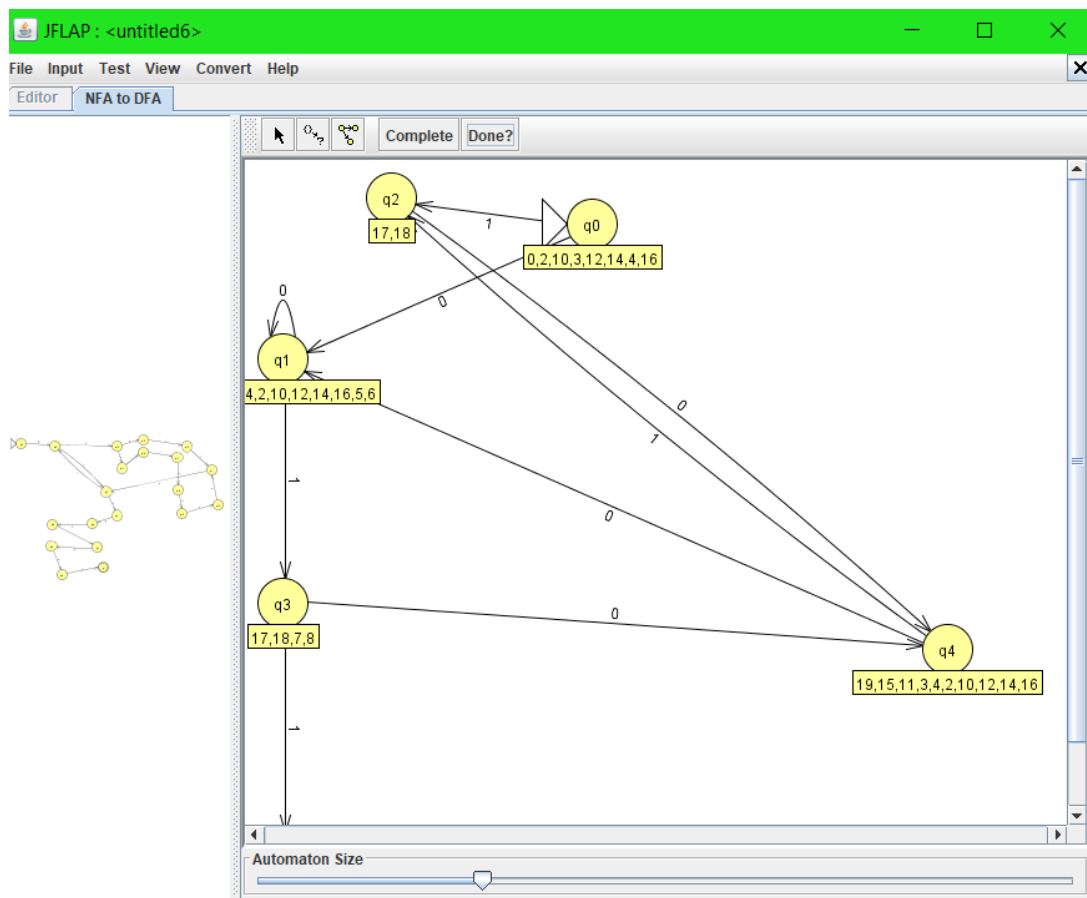 JFLAP : <untitled6>
File Input Test View Convert Help
Editor NFA to DFA
Complete Done?
q2
17,18
1
q0
0,2,10,3,12,14,4,16
0
0
q1
4,2,10,12,14,16,5,6
0
1
1
0
q3
17,18,7,8
0
q4
19,15,11,3,4,2,10,12,14,16
1
Automaton Size